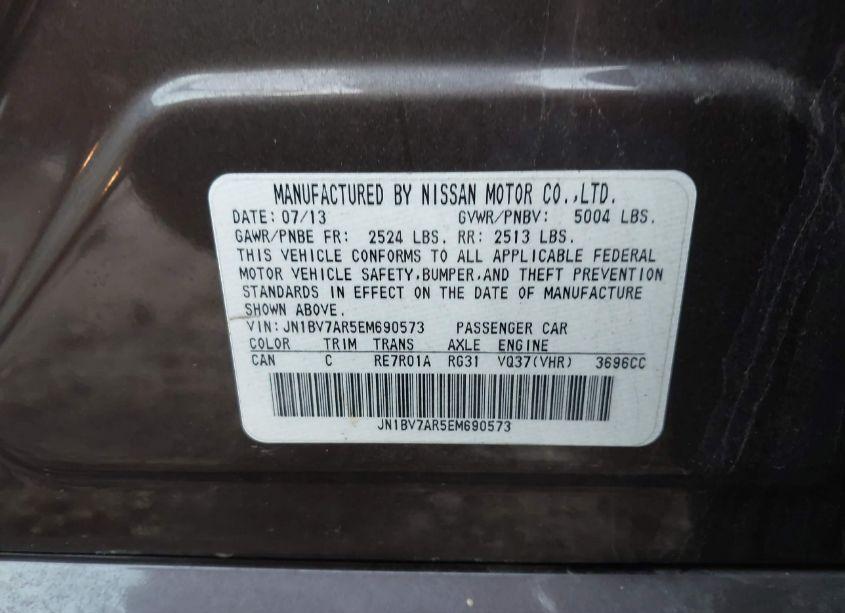 MANUFACTURED BY NISSAN MOTOR CO.,LTD.
DATE: 07/13 GVWR/PNBV: 5004 LBS.
GAWR/PNBE FR: 2524 LBS. RR: 2513 LBS.
THIS VEHICLE CONFORMS TO ALL APPLICABLE FEDERAL
MOTOR VEHICLE SAFETY,BUMPER,AND THEFT PREVENTION
STANDARDS IN EFFECT ON THE DATE OF MANUFACTURE
SHOWN ABOVE.
VIN:JN1BV7AR5EM690573 PASSENGER CAR
COLOR TRIM TRANS AXLE ENGINE
CAN C RE7R01A RG31 VQ37(VHR) 3696CC
JN1BV7AR5EM690573